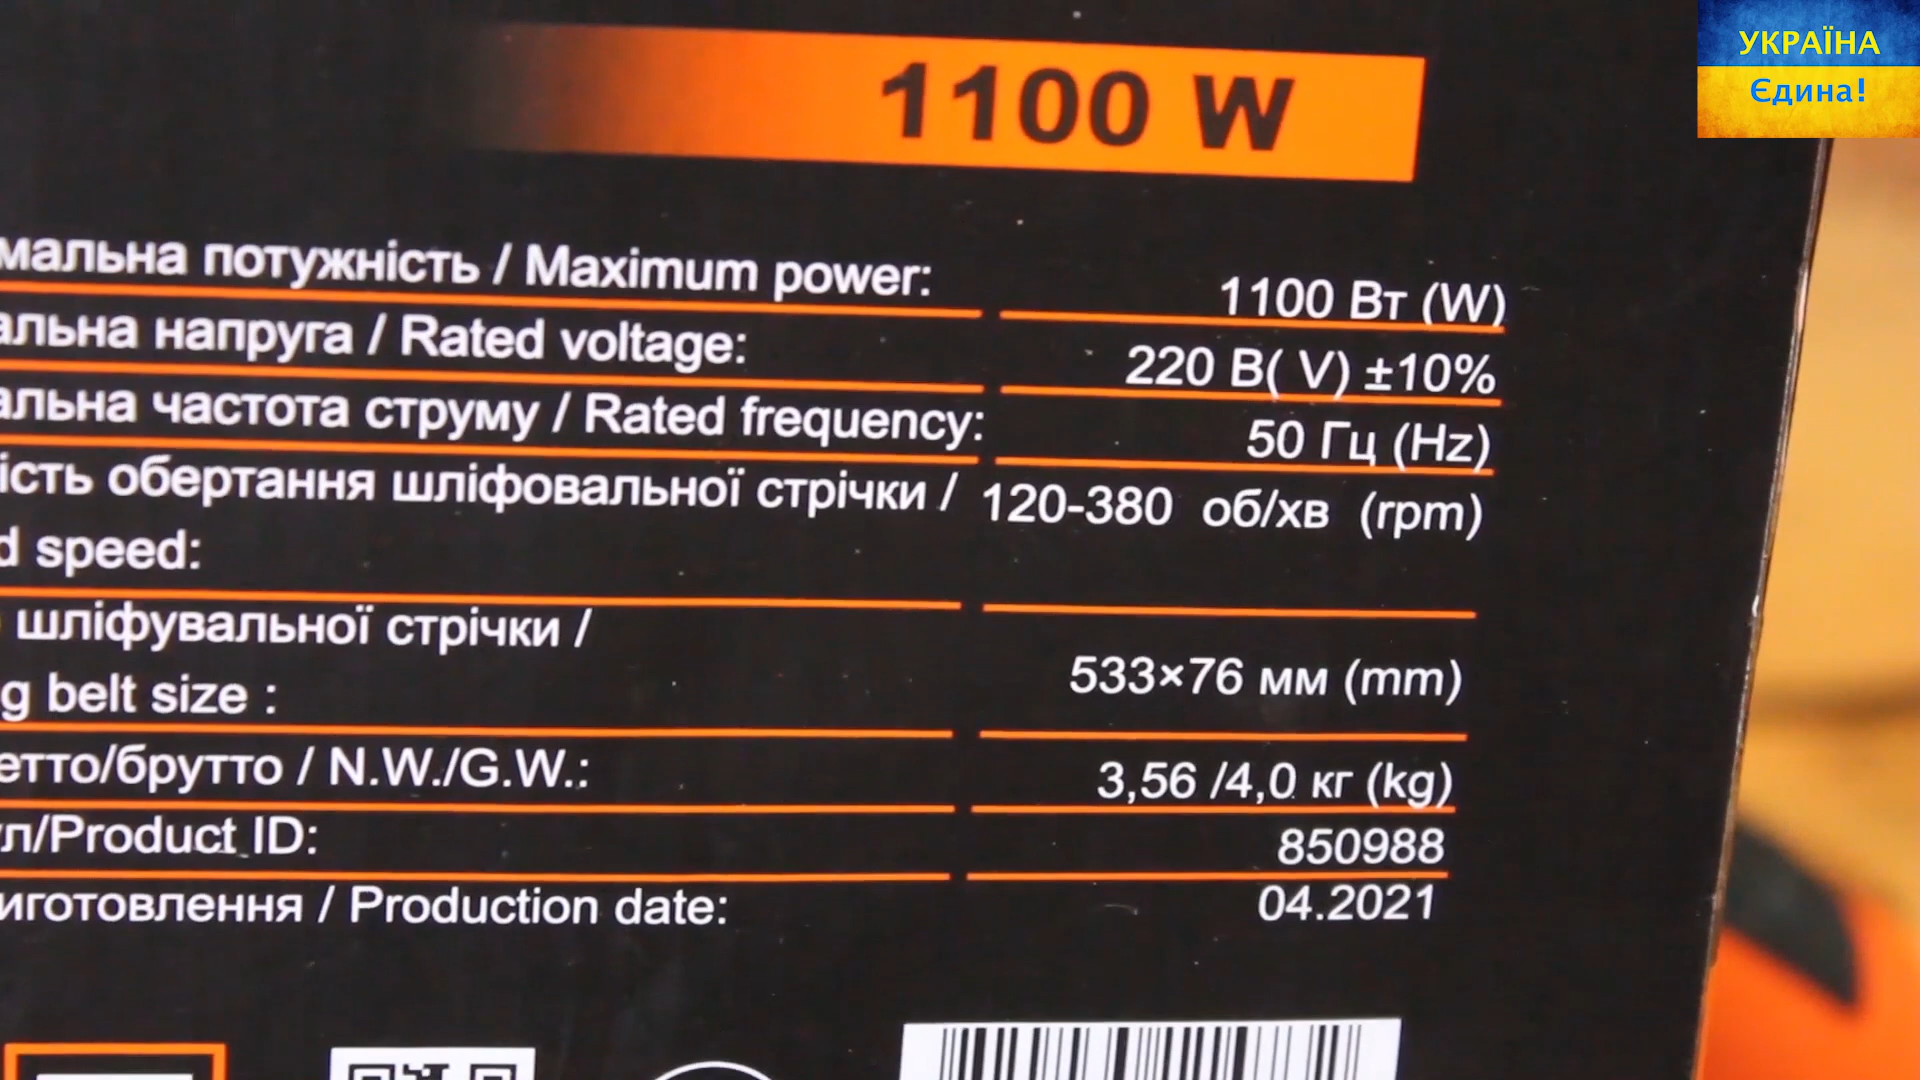 УКРАЇНА
Єдина!
1100 W
мальна потужність / Maximum power: 1100 Вт (W)
альна напруга / Rated voltage: 220 В( V) ±10%
альна частота струму / Rated frequency: 50 Гц (Hz)
ість обертання шліфовальної стрічки / 120-380 об/хв (rpm)
d speed:
шліфувальної стрічки /
g belt size : 533×76 мм (mm)
етто/брутто / N.W./G.W.: 3,56 /4,0 кг (kg)
л/Product ID: 850988
иготовлення / Production date: 04.2021